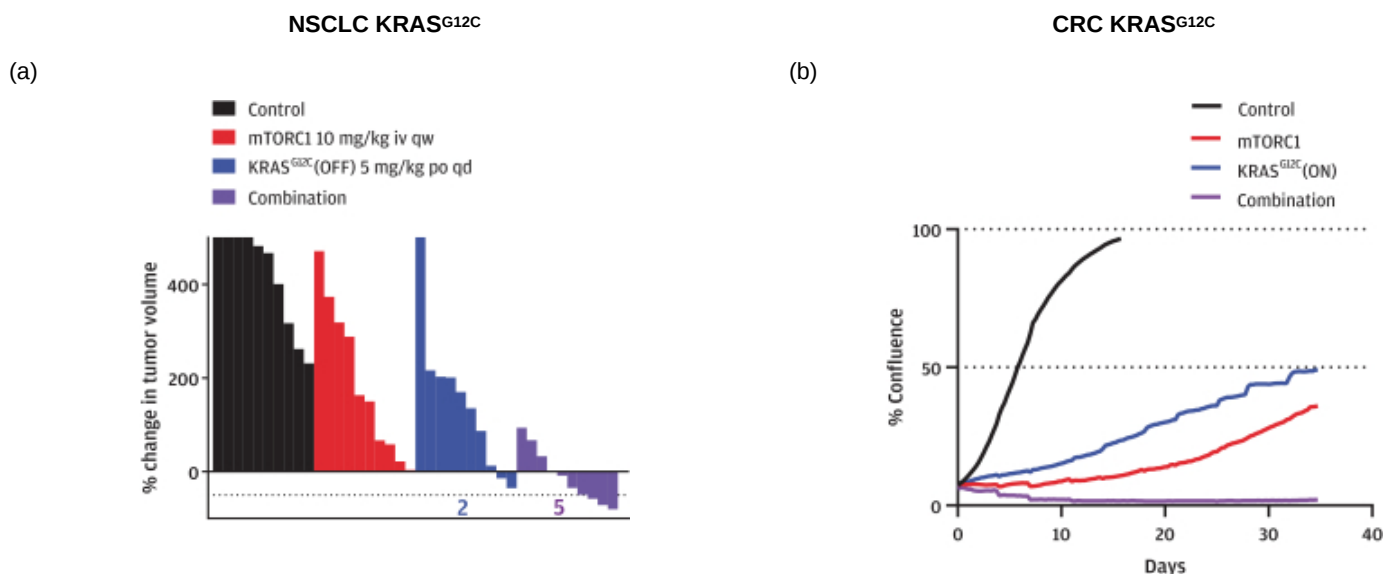 NSCLC KRASG12C
(a)
Control
mTORC1 10 mg/kg iv qw
KRASG12C(OFF) 5 mg/kg po qd
Combination
% change in tumor volume
400
200
0
2
5
CRC KRASG12C
(b)
Control
mTORC1
KRASG12C(ON)
Combination
% Confluence
100
50
0
0 10 20 30 40
Days